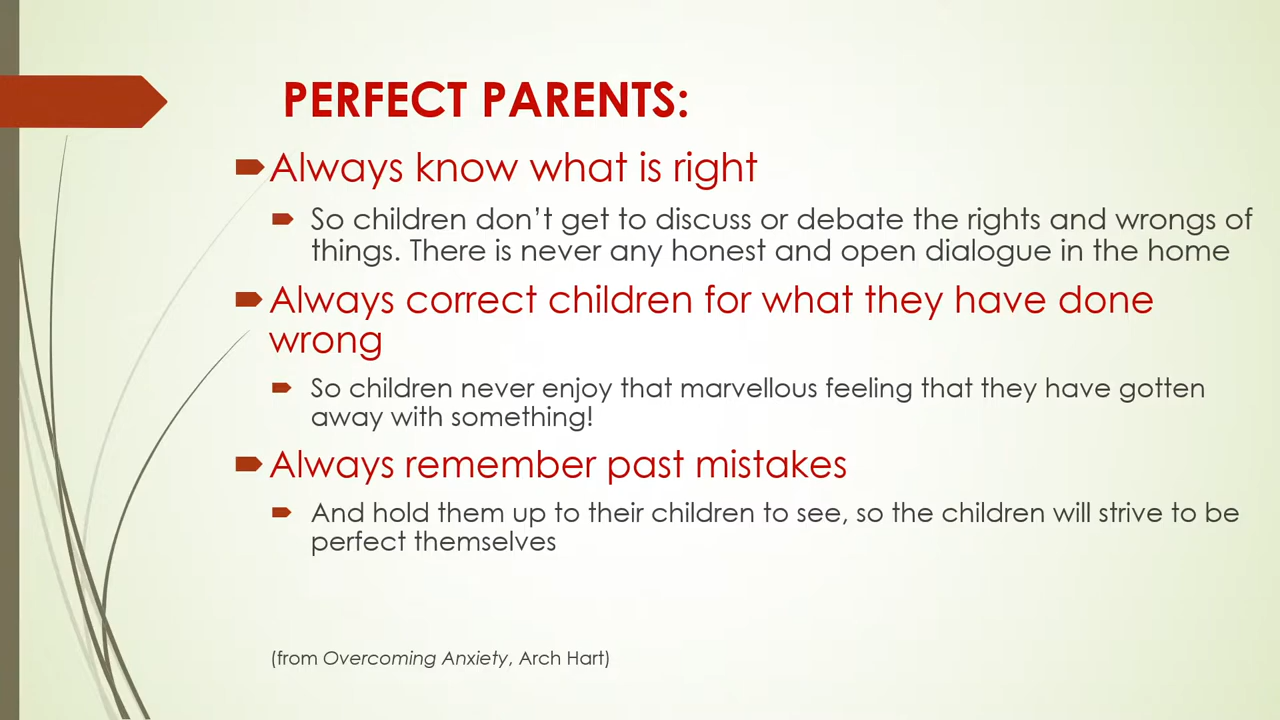 PERFECT PARENTS:
Always know what is right
So children don’t get to discuss or debate the rights and wrongs of
things. There is never any honest and open dialogue in the home
Always correct children for what they have done
wrong
So children never enjoy that marvellous feeling that they have gotten
away with something!
Always remember past mistakes
And hold them up to their children to see, so the children will strive to be
perfect themselves
(from Overcoming Anxiety, Arch Hart)